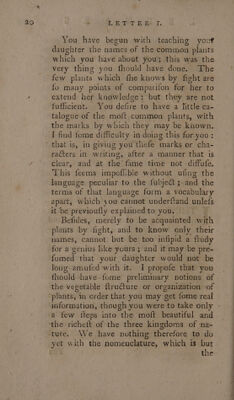 20 LETTER I.
You have begun with teaching your
daughter the names of the common plants
which you have about you; this was the
very thing you ſhould have done. The
few plants which ſhe knows by ſight are
ſo many points of compariſon for her to
extend her knowledge: but they are not
ſufficient. You deſire to have a little ca-
talogue of the moſt common plants, with
the marks by which they may be known.
I find ſome difficulty in doing this for you:
that is, in giving you theſe marks or cha-
racters in writing, after a manner that is
clear, and at the ſame time not diffuſe.
This ſeems impoſſible without uſing the
language peculiar to the ſubject; and the
terms of that language form a vocabulary
apart, which you cannot underſtand unleſs
it be previouſly explained to you.
Beſides, merely to be acquainted with
plants by ſight, and to know only their
names, cannot but be too inſipid a ſtudy
for a genius like yours; and it may be pre-
ſumed that your daughter would not be
long amuſed with it. I propoſe that you
ſhould have ſome preliminary notions of
the vegetable ſtructure or organization of
plants, in order that you may get ſome real
information, though you were to take only
a few ſteps into the moſt beautiful and
the richeſt of the three kingdoms of na-
ture. We have nothing therefore to do
yet with the nomenclature, which is but
the